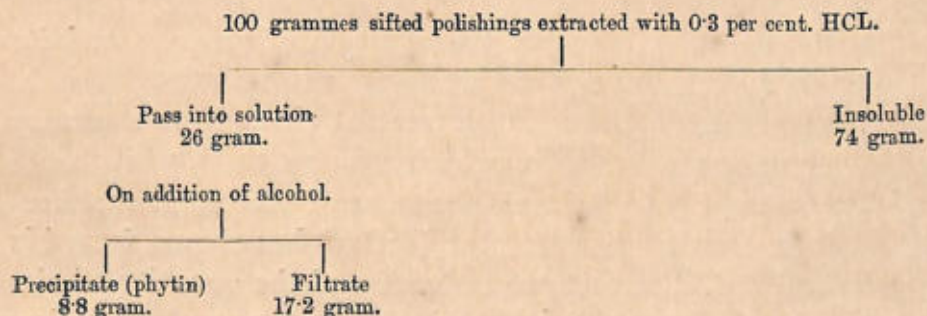 100 grammes sifted polishings extracted with 0·3 per cent. HCL.
Pass into solution
26 gram.
Insoluble
74 gram.
On addition of alcohol.
Precipitate (phytin)
8·8 gram.
Filtrate
17·2 gram.